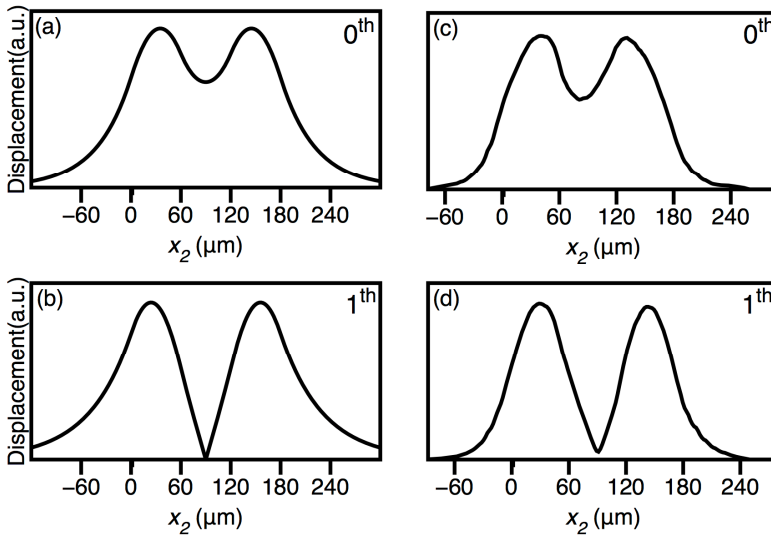 (a)
0th
Displacement(a.u.)
−60 0 60 120 180 240
x2 (μm)
(c)
0th
−60 0 60 120 180 240
x2 (μm)
(b)
1th
Displacement(a.u.)
−60 0 60 120 180 240
x2 (μm)
(d)
1th
−60 0 60 120 180 240
x2 (μm)